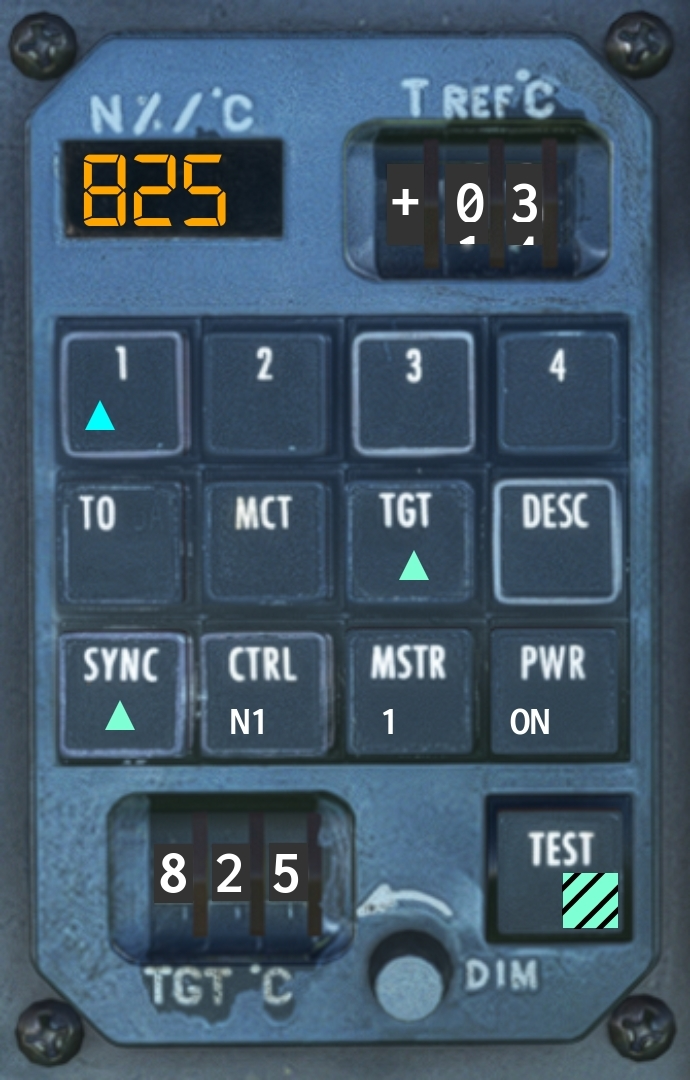 N%/°C
T REF°C
825
+ 0 3
1 2 3 4
TO MCT TGT DESC
SYNC CTRL MSTR PWR
N1 1 ON
8 2 5
TEST
TGT °C
DIM